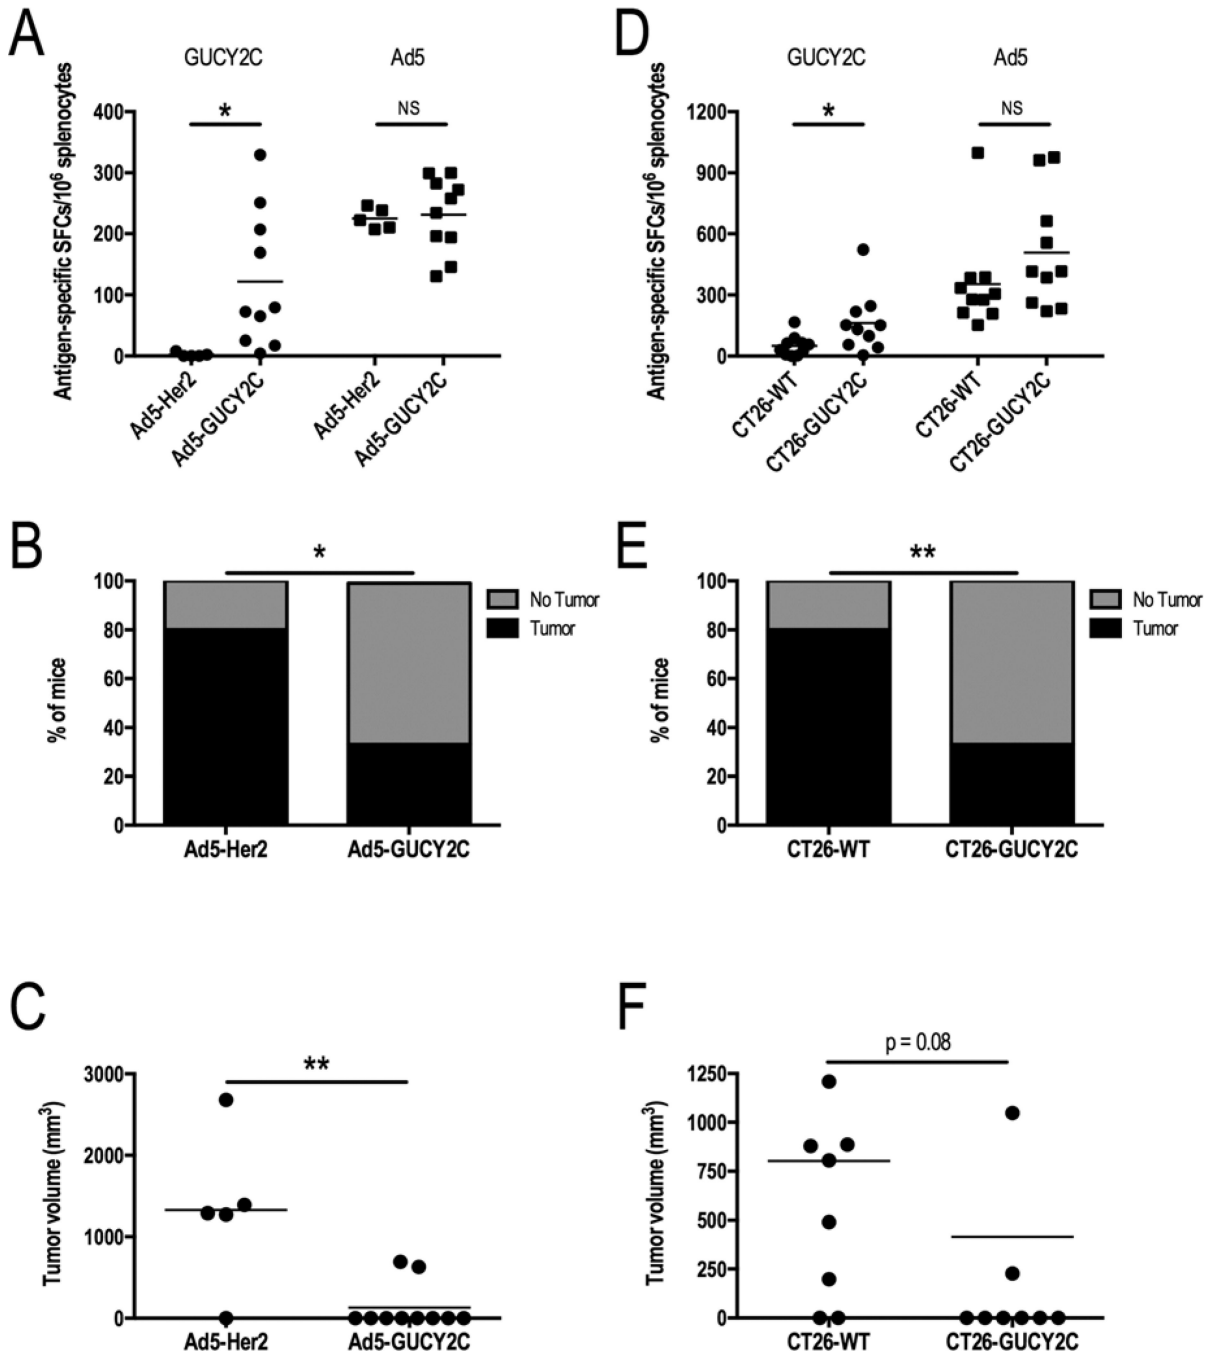 A
GUCY2C Ad5
Antigen-specific SFCs/10⁶ splenocytes
* NS
400
300
200
100
0
Ad5-Her2 Ad5-GUCY2C Ad5-Her2 Ad5-GUCY2C
D
GUCY2C Ad5
Antigen-specific SFCs/10⁶ splenocytes
* NS
1200
900
600
300
0
CT26-WT CT26-GUCY2C CT26-WT CT26-GUCY2C
B
*
% of mice
100
80
60
40
20
0
Ad5-Her2 Ad5-GUCY2C
No Tumor
Tumor
E
**
% of mice
100
80
60
40
20
0
CT26-WT CT26-GUCY2C
No Tumor
Tumor
C
**
Tumor volume (mm³)
3000
2000
1000
0
Ad5-Her2 Ad5-GUCY2C
F
p = 0.08
Tumor volume (mm³)
1250
1000
750
500
250
0
CT26-WT CT26-GUCY2C